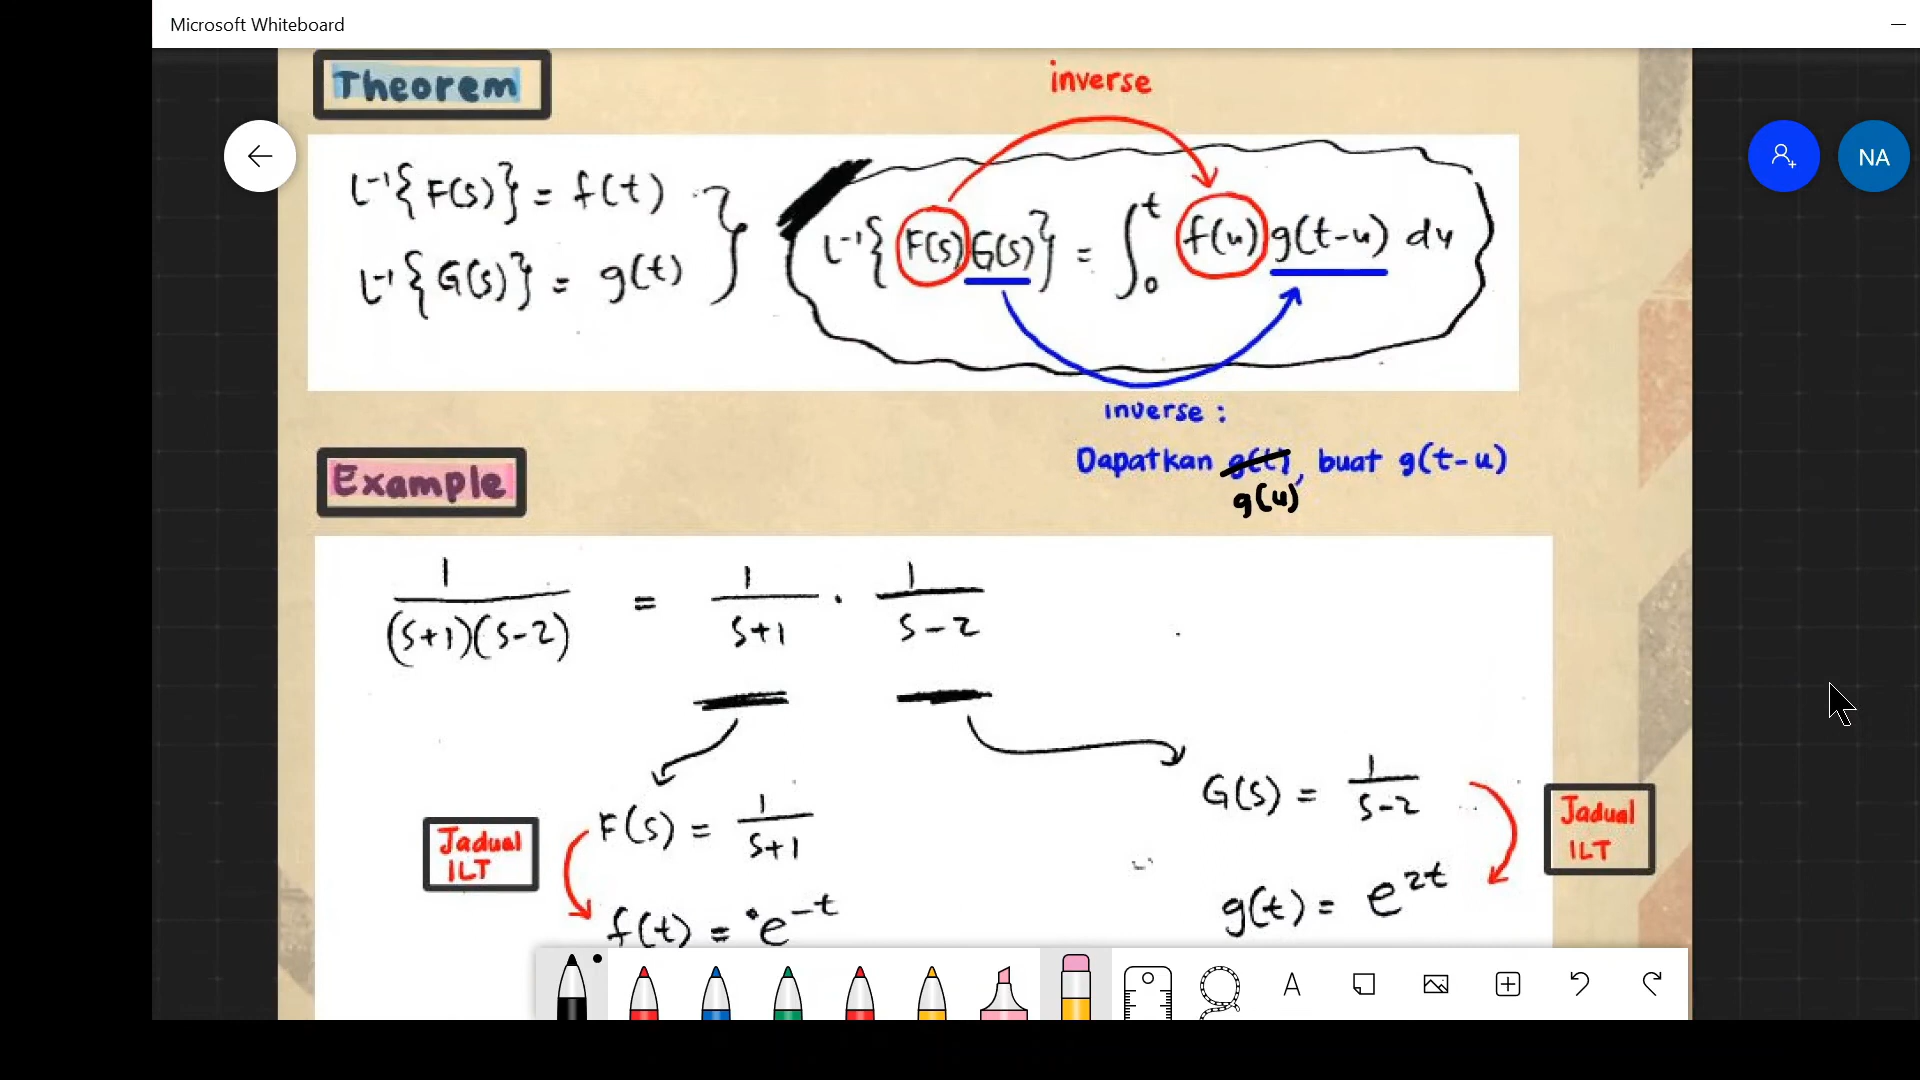 Microsoft Whiteboard
Theorem
inverse
NA
L⁻¹{F(s)} = f(t)
L⁻¹{G(s)} = g(t)
L⁻¹{F(s)G(s)} = ∫₀ᵗ f(u)g(t-u) du
inverse :
Dapatkan g(t), buat g(t-u)
g(u)
Example
1/(s+1)(s-2) = 1/s+1 · 1/s-2
F(s) = 1/s+1
Jadual
ILT
f(t) = e^-t
G(s) = 1/s-2
Jadual
ILT
g(t) = e^2t
A